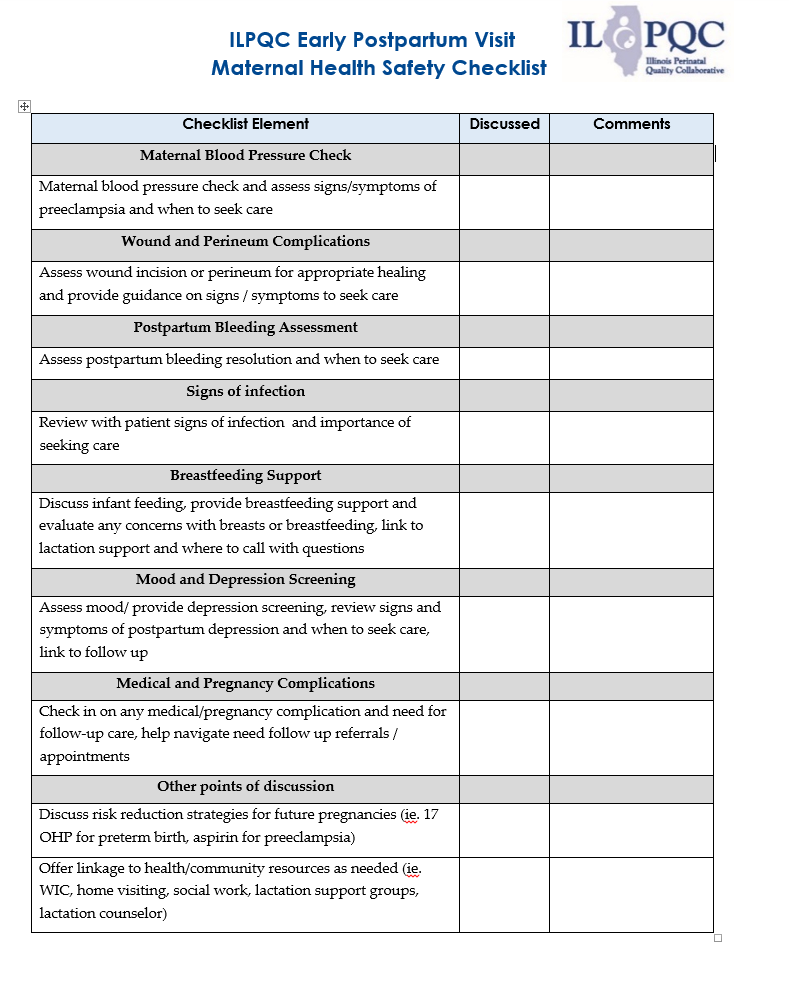 ILPQC Early Postpartum Visit
Maternal Health Safety Checklist
IL PQC
Illinois Perinatal
Quality Collaborative
Checklist Element Discussed Comments
Maternal Blood Pressure Check
Maternal blood pressure check and assess signs/symptoms of
preeclampsia and when to seek care
Wound and Perineum Complications
Assess wound incision or perineum for appropriate healing
and provide guidance on signs / symptoms to seek care
Postpartum Bleeding Assessment
Assess postpartum bleeding resolution and when to seek care
Signs of infection
Review with patient signs of infection  and importance of
seeking care
Breastfeeding Support
Discuss infant feeding, provide breastfeeding support and
evaluate any concerns with breasts or breastfeeding, link to
lactation support and where to call with questions
Mood and Depression Screening
Assess mood/ provide depression screening, review signs and
symptoms of postpartum depression and when to seek care,
link to follow up
Medical and Pregnancy Complications
Check in on any medical/pregnancy complication and need for
follow-up care, help navigate need follow up referrals /
appointments
Other points of discussion
Discuss risk reduction strategies for future pregnancies (ie. 17
OHP for preterm birth, aspirin for preeclampsia)
Offer linkage to health/community resources as needed (ie.
WIC, home visiting, social work, lactation support groups,
lactation counselor)